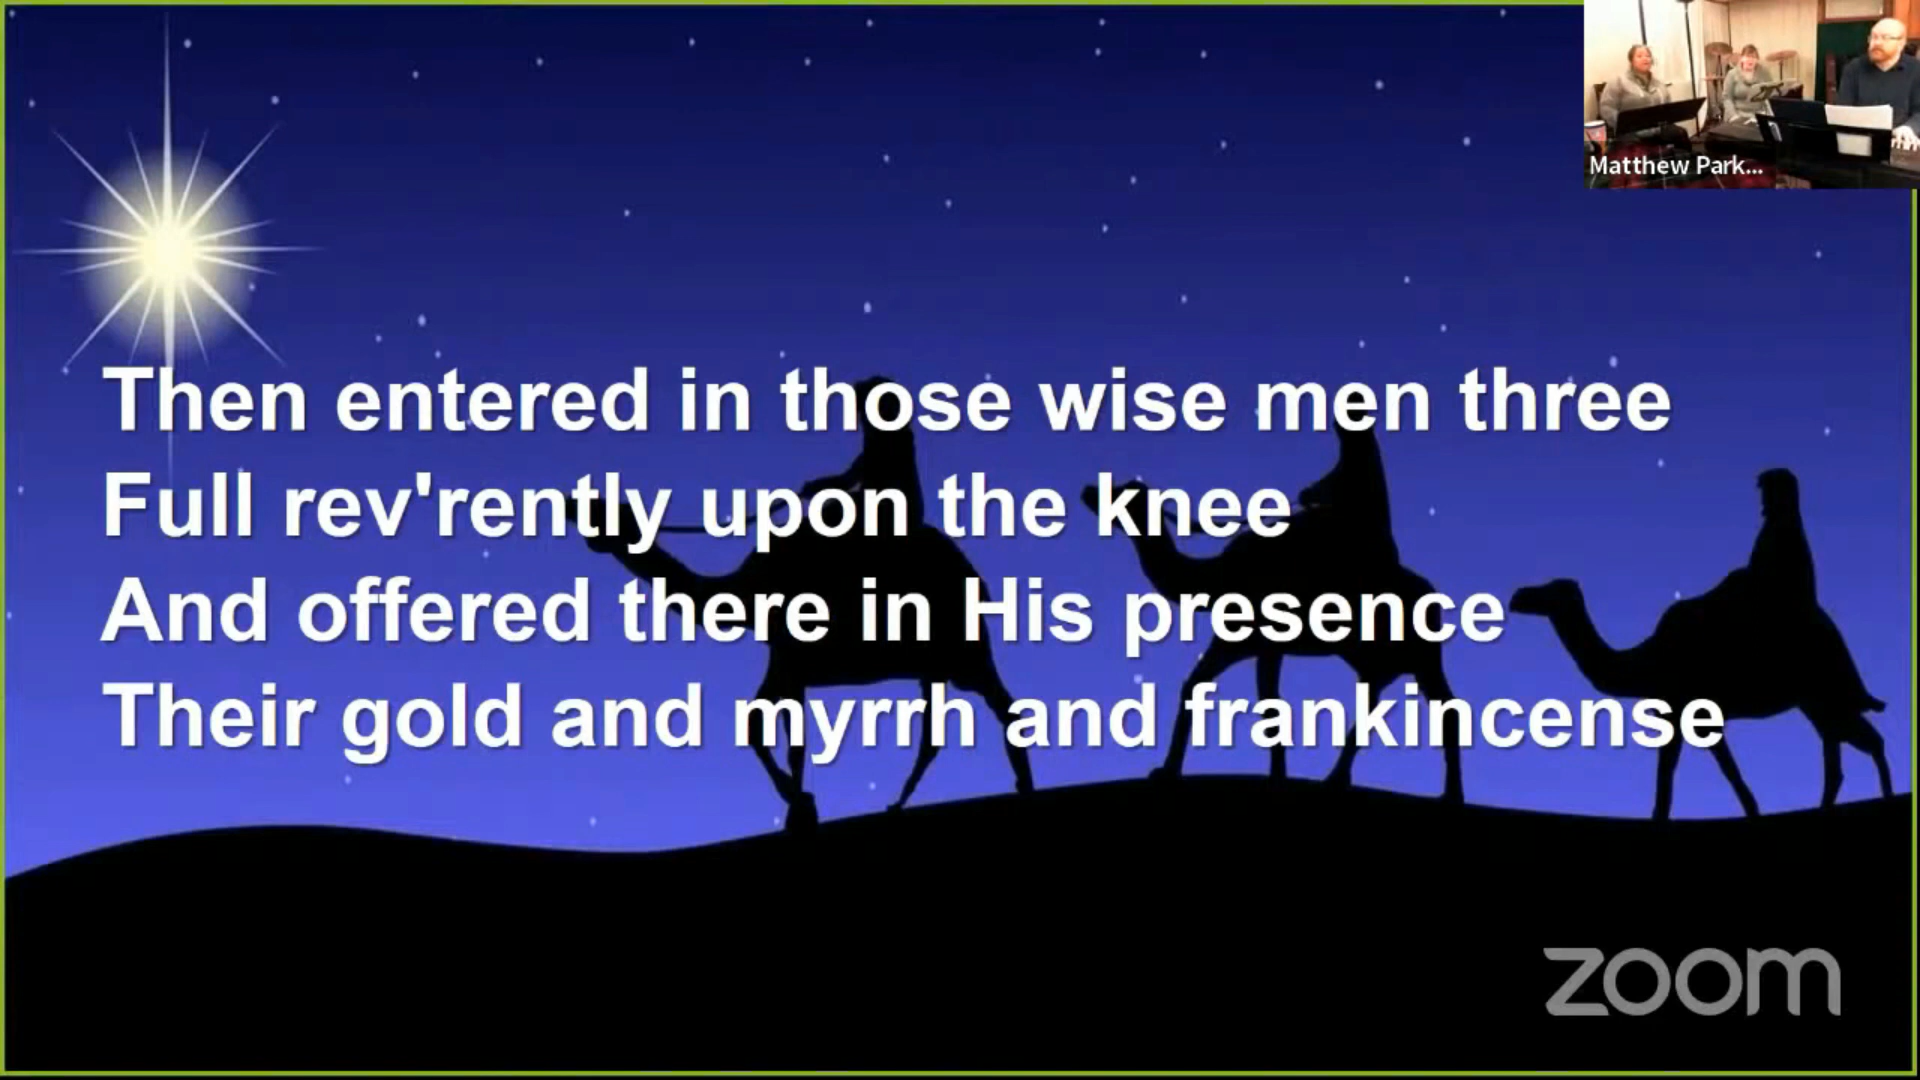 Matthew Park...
Then entered in those wise men three
Full rev'rently upon the knee
And offered there in His presence
Their gold and myrrh and frankincense
zoom